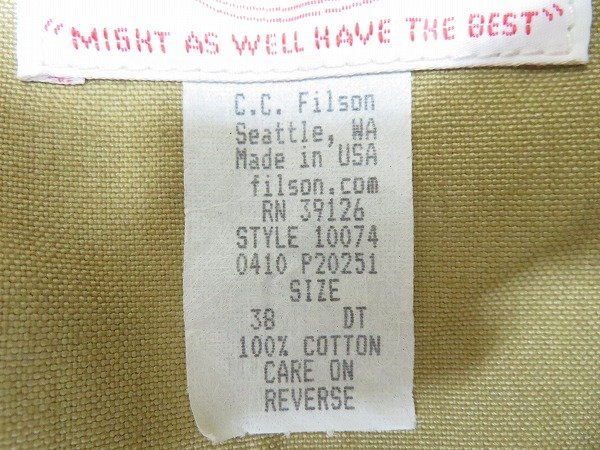 "MIGHT AS WELL HAVE THE BEST"
C.C. Filson
Seattle, WA
Made in USA
filson.com
RN 39126
STYLE 10074
0410 P20251
SIZE
38 DT
100% COTTON
CARE ON
REVERSE